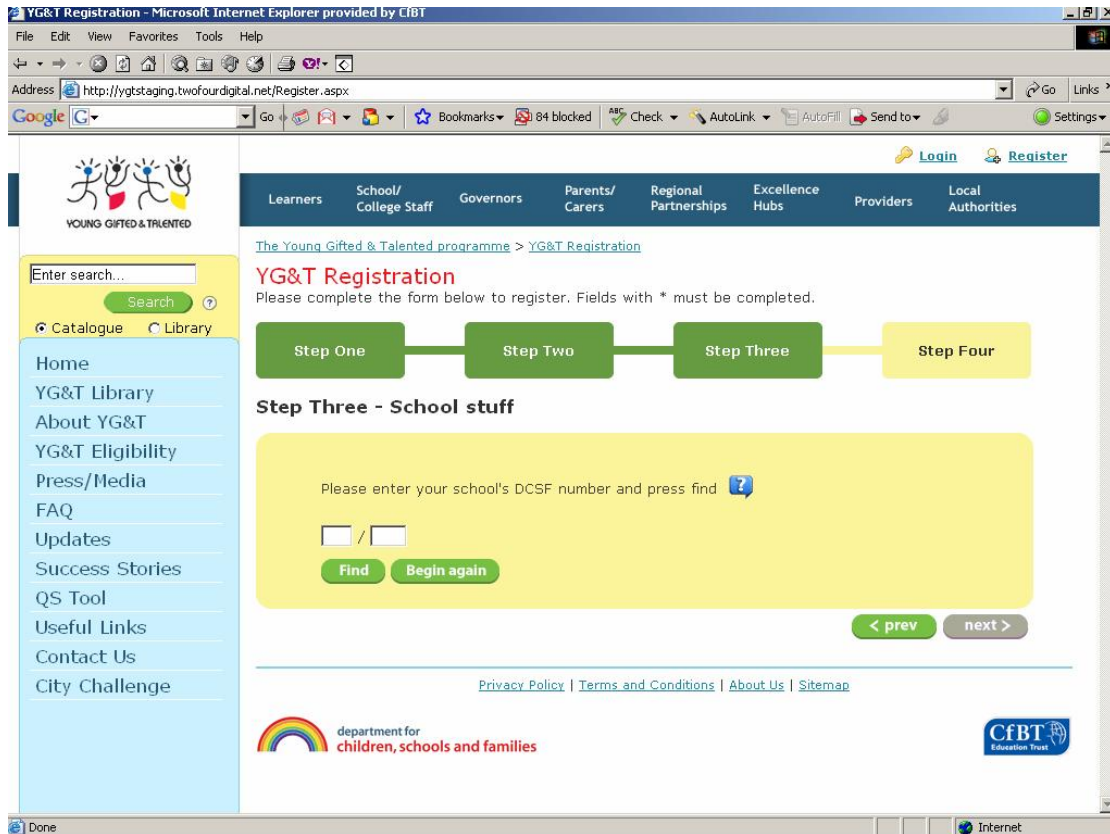 YG&T Registration - Microsoft Internet Explorer provided by CfBT
File Edit View Favorites Tools Help
Address http://ygtstaging.twofourdigital.net/Register.aspx Go Links
Google G Go Bookmarks 84 blocked ABC Check AutoLink AutoFill Send to Settings
Login Register
YOUNG GIFTED & TALENTED
Learners School/ College Staff Governors Parents/ Carers Regional Partnerships Excellence Hubs Providers Local Authorities
The Young Gifted & Talented programme > YG&T Registration
Enter search...
Search ?
Catalogue Library
Home
YG&T Library
About YG&T
YG&T Eligibility
Press/Media
FAQ
Updates
Success Stories
QS Tool
Useful Links
Contact Us
City Challenge
YG&T Registration
Please complete the form below to register. Fields with * must be completed.
Step One Step Two Step Three Step Four
Step Three - School stuff
Please enter your school's DCSF number and press find ?
/
Find Begin again
< prev next >
Privacy Policy | Terms and Conditions | About Us | Sitemap
department for
children, schools and families
CfBT
Education Trust
Done Internet